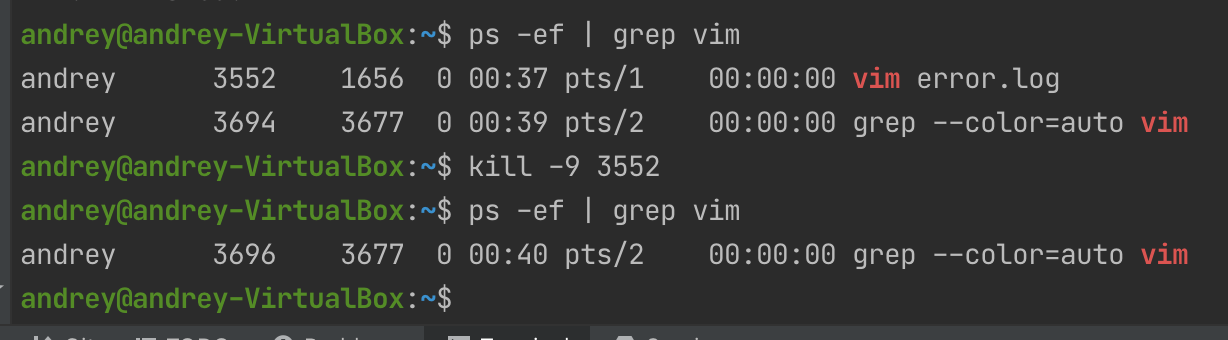 andrey@andrey-VirtualBox:~$ ps -ef | grep vim
andrey      3552    1656  0 00:37 pts/1    00:00:00 vim error.log
andrey      3694    3677  0 00:39 pts/2    00:00:00 grep --color=auto vim
andrey@andrey-VirtualBox:~$ kill -9 3552
andrey@andrey-VirtualBox:~$ ps -ef | grep vim
andrey      3696    3677  0 00:40 pts/2    00:00:00 grep --color=auto vim
andrey@andrey-VirtualBox:~$